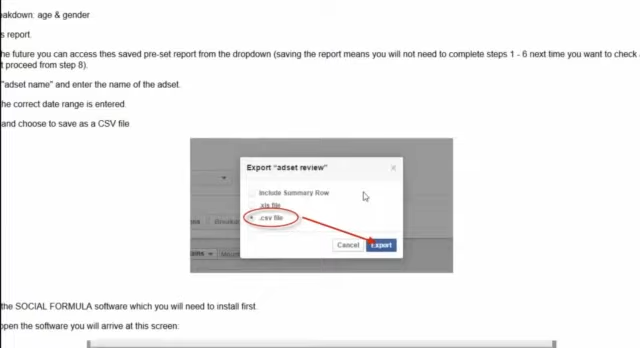 akdown: age & gender
s report.
he future you can access thes saved pre-set report from the dropdown (saving the report means you will not need to complete steps 1 - 6 next time you want to check a
t proceed from step 8).
"adset name" and enter the name of the adset.
he correct date range is entered.
and choose to save as a CSV file
Export "adset review"
Include Summary Row
.xls file
.csv file
Cancel
Export
the SOCIAL FORMULA software which you will need to install first.
open the software you will arrive at this screen: